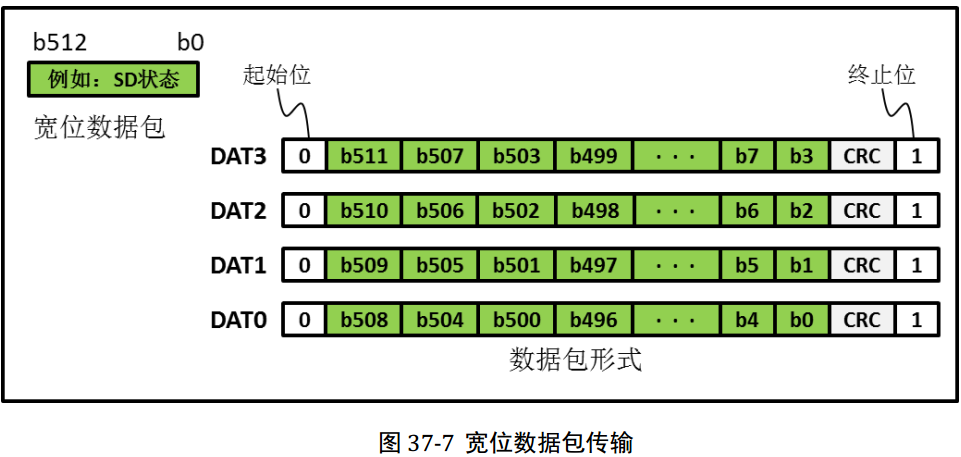 b512 b0
例如：SD状态
宽位数据包
起始位 终止位
DAT3 0 b511 b507 b503 b499 · · · b7 b3 CRC 1
DAT2 0 b510 b506 b502 b498 · · · b6 b2 CRC 1
DAT1 0 b509 b505 b501 b497 · · · b5 b1 CRC 1
DAT0 0 b508 b504 b500 b496 · · · b4 b0 CRC 1
数据包形式
图 37-7 宽位数据包传输